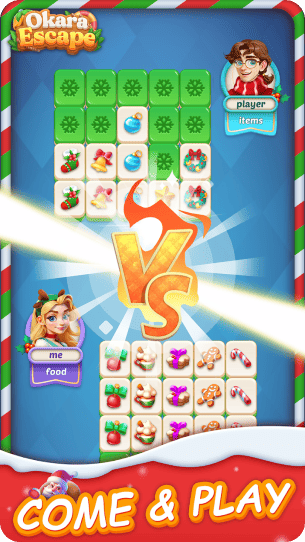 Okara
Escape
player
items
VS
me
food
COME & PLAY